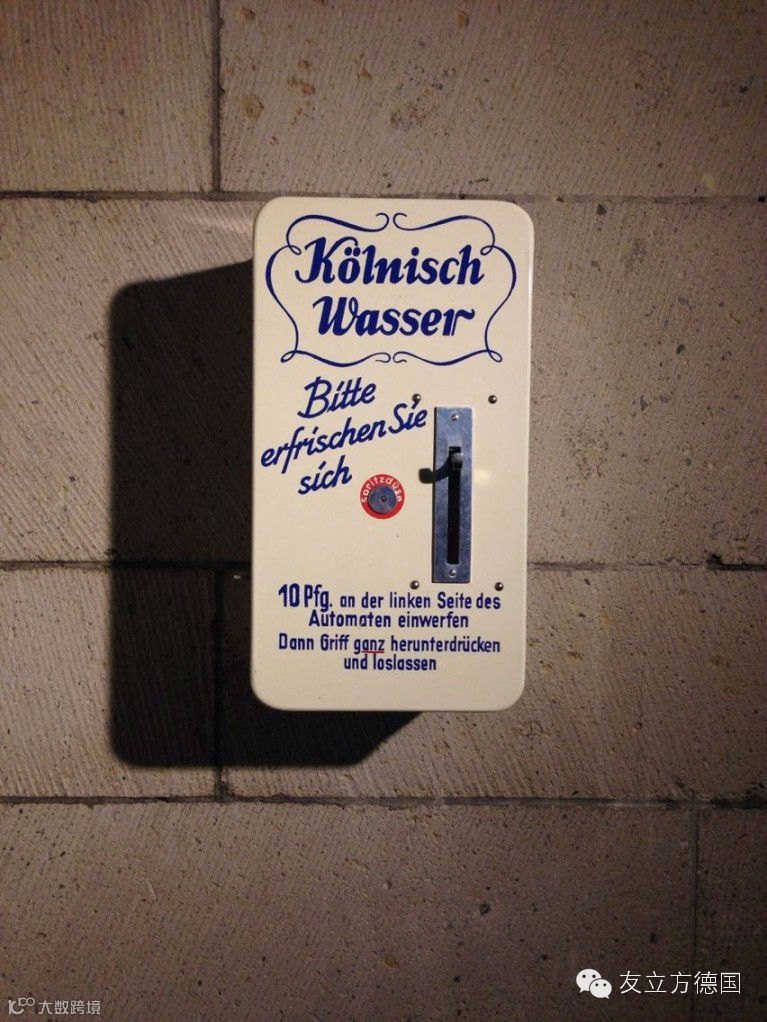 Kölnisch
Wasser
Bitte
erfrischen Sie
sich
Spritzdüse
10 Pfg. an der linken Seite des
Automaten einwerfen
Dann Griff ganz herunterdrücken
und loslassen
友立方德国
大数跨境